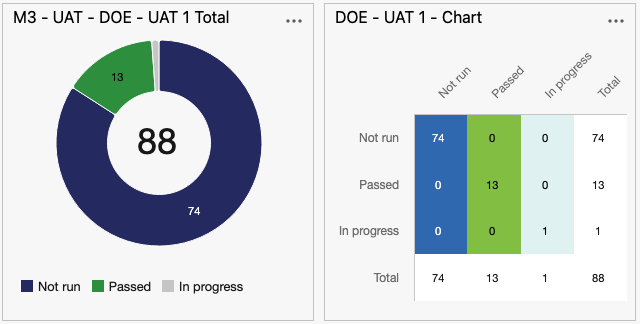 M3 - UAT - DOE - UAT 1 Total
13
88
74
Not run Passed In progress
DOE - UAT 1 - Chart
Not run Passed In progress Total
Not run 74 0 0 74
Passed 0 13 0 13
In progress 0 0 1 1
Total 74 13 1 88